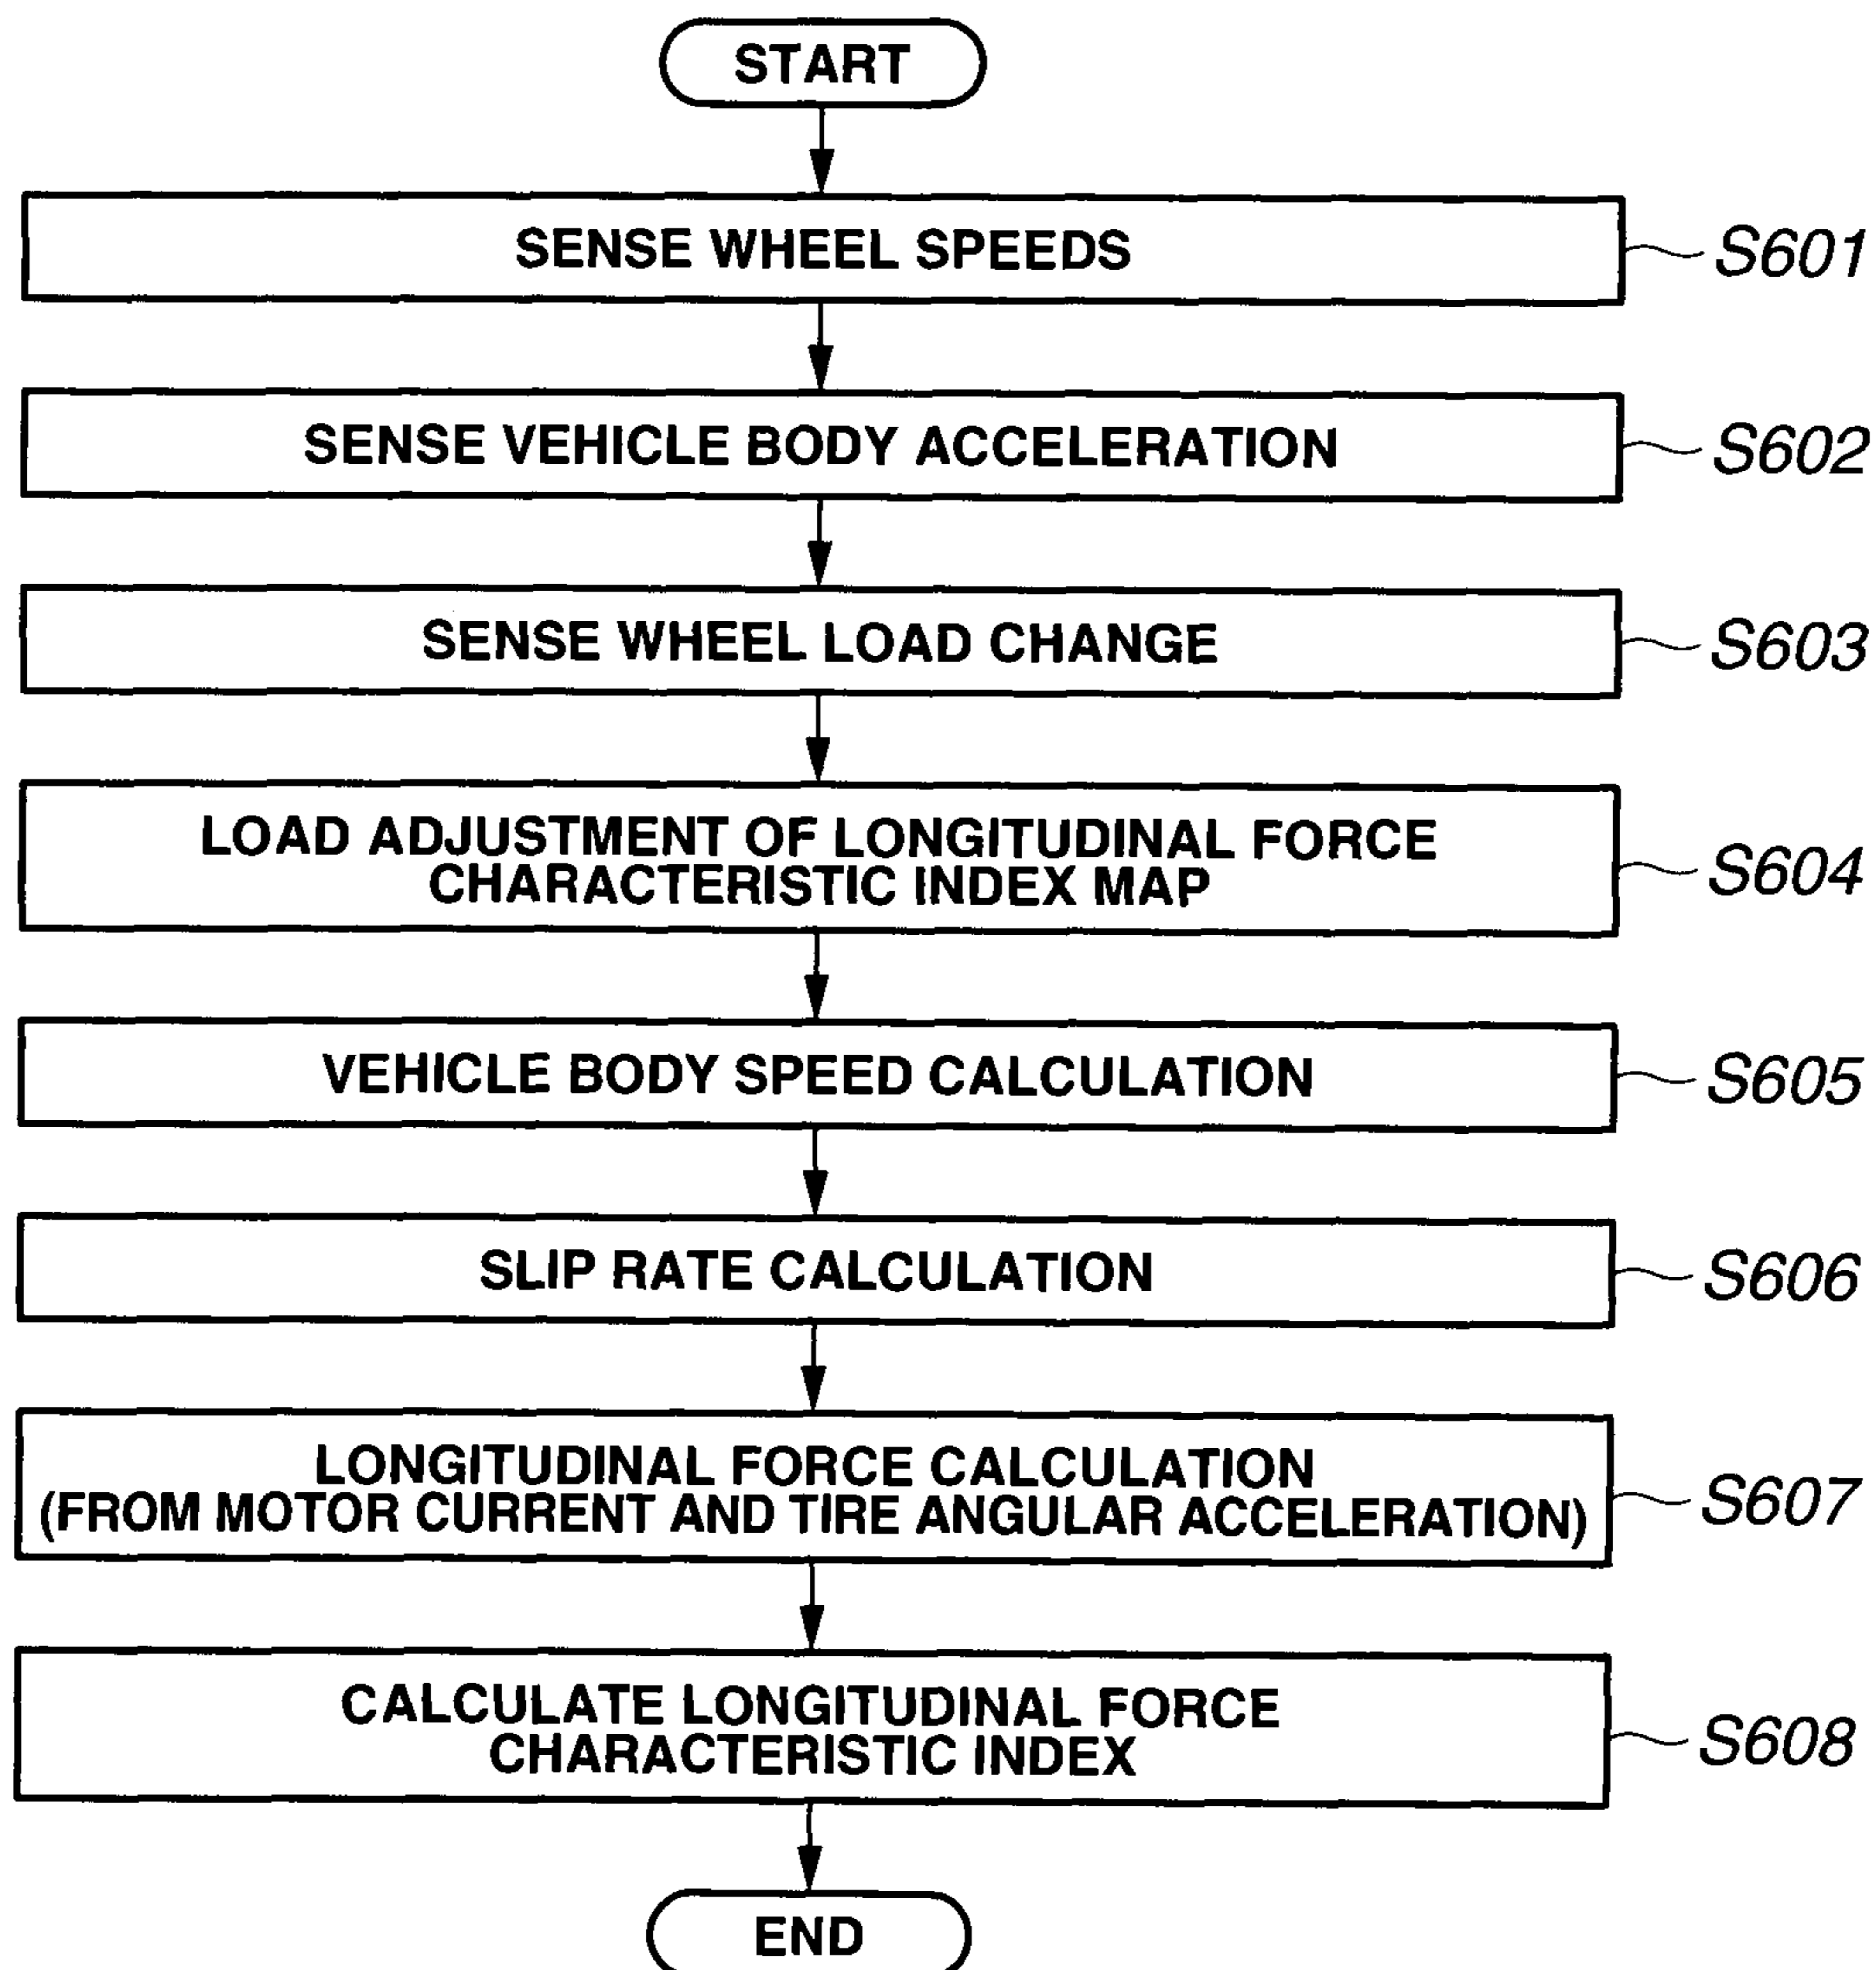 START
SENSE WHEEL SPEEDS
S601
SENSE VEHICLE BODY ACCELERATION
S602
SENSE WHEEL LOAD CHANGE
S603
LOAD ADJUSTMENT OF LONGITUDINAL FORCE
CHARACTERISTIC INDEX MAP
S604
VEHICLE BODY SPEED CALCULATION
S605
SLIP RATE CALCULATION
S606
LONGITUDINAL FORCE CALCULATION
(FROM MOTOR CURRENT AND TIRE ANGULAR ACCELERATION)
S607
CALCULATE LONGITUDINAL FORCE
CHARACTERISTIC INDEX
S608
END